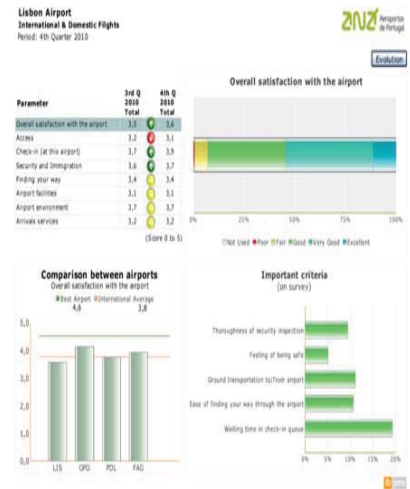 Lisbon Airport
International & Domestic Flights
Period: 4th Quarter 2010
ana Aeroportos de Portugal
Evolution
Parameter 3rd Q 2010 Total 4th Q 2010 Total
Overall satisfaction with the airport 3,5 3,6
Access 3,2 3,1
Check-in (at this airport) 3,7 3,9
Security and Immigration 3,6 3,7
Finding your way 3,4 3,4
Airport facilities 3,1 3,1
Airport environment 3,7 3,7
Arrivals services 3,2 3,2
(Score 0 to 5)
Overall satisfaction with the airport
0% 25% 50% 75% 100%
Not Used Poor Fair Good Very Good Excellent
Comparison between airports
Overall satisfaction with the airport
Best Airport International Average
4,6 3,8
5,0
4,0
3,0
2,0
1,0
0,0
LIS OPO PDL FAO
Important criteria
(on survey)
Thoroughness of security inspection
Feeling of being safe
Ground transportation to/from airport
Ease of finding your way through the airport
Waiting time in check-in queue
0% 5% 10% 15% 20%